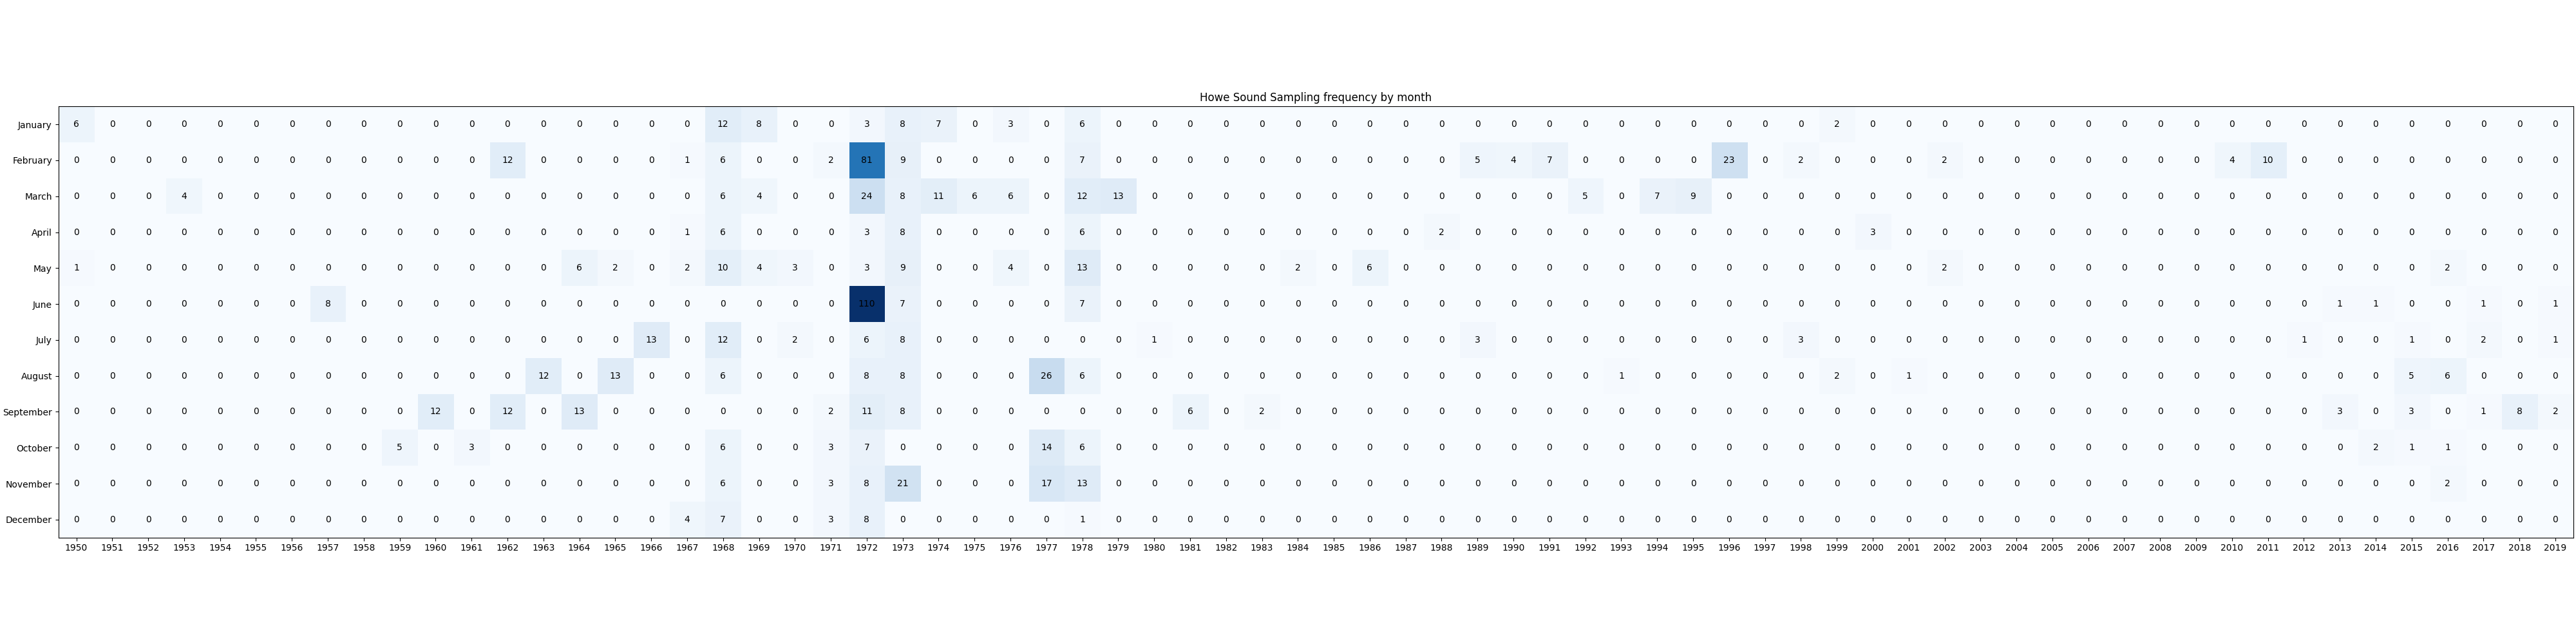 Howe Sound Sampling frequency by month
January 6 0 0 0 0 0 0 0 0 0 0 0 0 0 0 0 0 0 12 8 0 0 3 8 7 0 3 0 6 0 0 0 0 0 0 0 0 0 0 0 0 0 0 0 0 0 0 0 0 2 0 0 0 0 0 0 0 0 0 0 0 0 0 0 0 0 0 0 0 0
February 0 0 0 0 0 0 0 0 0 0 0 0 12 0 0 0 0 1 6 0 0 2 81 9 0 0 0 0 7 0 0 0 0 0 0 0 0 0 0 5 4 7 0 0 0 0 23 0 2 0 0 0 2 0 0 0 0 0 0 0 4 10 0 0 0 0 0 0 0 0
March 0 0 0 4 0 0 0 0 0 0 0 0 0 0 0 0 0 0 6 4 0 0 24 8 11 6 6 0 12 13 0 0 0 0 0 0 0 0 0 0 0 0 5 0 7 9 0 0 0 0 0 0 0 0 0 0 0 0 0 0 0 0 0 0 0 0 0 0 0 0
April 0 0 0 0 0 0 0 0 0 0 0 0 0 0 0 0 0 1 6 0 0 0 3 8 0 0 0 0 6 0 0 0 0 0 0 0 0 0 2 0 0 0 0 0 0 0 0 0 0 0 3 0 0 0 0 0 0 0 0 0 0 0 0 0 0 0 0 0 0 0
May 1 0 0 0 0 0 0 0 0 0 0 0 0 0 6 2 0 2 10 4 3 0 3 9 0 0 4 0 13 0 0 0 0 0 2 0 6 0 0 0 0 0 0 0 0 0 0 0 0 0 0 0 2 0 0 0 0 0 0 0 0 0 0 0 0 0 2 0 0 0
June 0 0 0 0 0 0 0 8 0 0 0 0 0 0 0 0 0 0 0 0 0 0 110 7 0 0 0 0 7 0 0 0 0 0 0 0 0 0 0 0 0 0 0 0 0 0 0 0 0 0 0 0 0 0 0 0 0 0 0 0 0 0 0 1 1 0 0 1 0 1
July 0 0 0 0 0 0 0 0 0 0 0 0 0 0 0 0 13 0 12 0 2 0 6 8 0 0 0 0 0 0 1 0 0 0 0 0 0 0 0 3 0 0 0 0 0 0 0 0 3 0 0 0 0 0 0 0 0 0 0 0 0 0 1 0 0 1 0 2 0 1
August 0 0 0 0 0 0 0 0 0 0 0 0 0 12 0 13 0 0 6 0 0 0 8 8 0 0 0 26 6 0 0 0 0 0 0 0 0 0 0 0 0 0 0 1 0 0 0 0 0 2 0 1 0 0 0 0 0 0 0 0 0 0 0 0 0 5 6 0 0 0
September 0 0 0 0 0 0 0 0 0 0 12 0 12 0 13 0 0 0 0 0 0 2 11 8 0 0 0 0 0 0 0 6 0 2 0 0 0 0 0 0 0 0 0 0 0 0 0 0 0 0 0 0 0 0 0 0 0 0 0 0 0 0 0 3 0 3 0 1 8 2
October 0 0 0 0 0 0 0 0 0 5 0 3 0 0 0 0 0 0 6 0 0 3 7 0 0 0 0 14 6 0 0 0 0 0 0 0 0 0 0 0 0 0 0 0 0 0 0 0 0 0 0 0 0 0 0 0 0 0 0 0 0 0 0 0 2 1 1 0 0 0
November 0 0 0 0 0 0 0 0 0 0 0 0 0 0 0 0 0 0 6 0 0 3 8 21 0 0 0 17 13 0 0 0 0 0 0 0 0 0 0 0 0 0 0 0 0 0 0 0 0 0 0 0 0 0 0 0 0 0 0 0 0 0 0 0 0 0 2 0 0 0
December 0 0 0 0 0 0 0 0 0 0 0 0 0 0 0 0 0 4 7 0 0 3 8 0 0 0 0 0 1 0 0 0 0 0 0 0 0 0 0 0 0 0 0 0 0 0 0 0 0 0 0 0 0 0 0 0 0 0 0 0 0 0 0 0 0 0 0 0 0 0
1950 1951 1952 1953 1954 1955 1956 1957 1958 1959 1960 1961 1962 1963 1964 1965 1966 1967 1968 1969 1970 1971 1972 1973 1974 1975 1976 1977 1978 1979 1980 1981 1982 1983 1984 1985 1986 1987 1988 1989 1990 1991 1992 1993 1994 1995 1996 1997 1998 1999 2000 2001 2002 2003 2004 2005 2006 2007 2008 2009 2010 2011 2012 2013 2014 2015 2016 2017 2018 2019